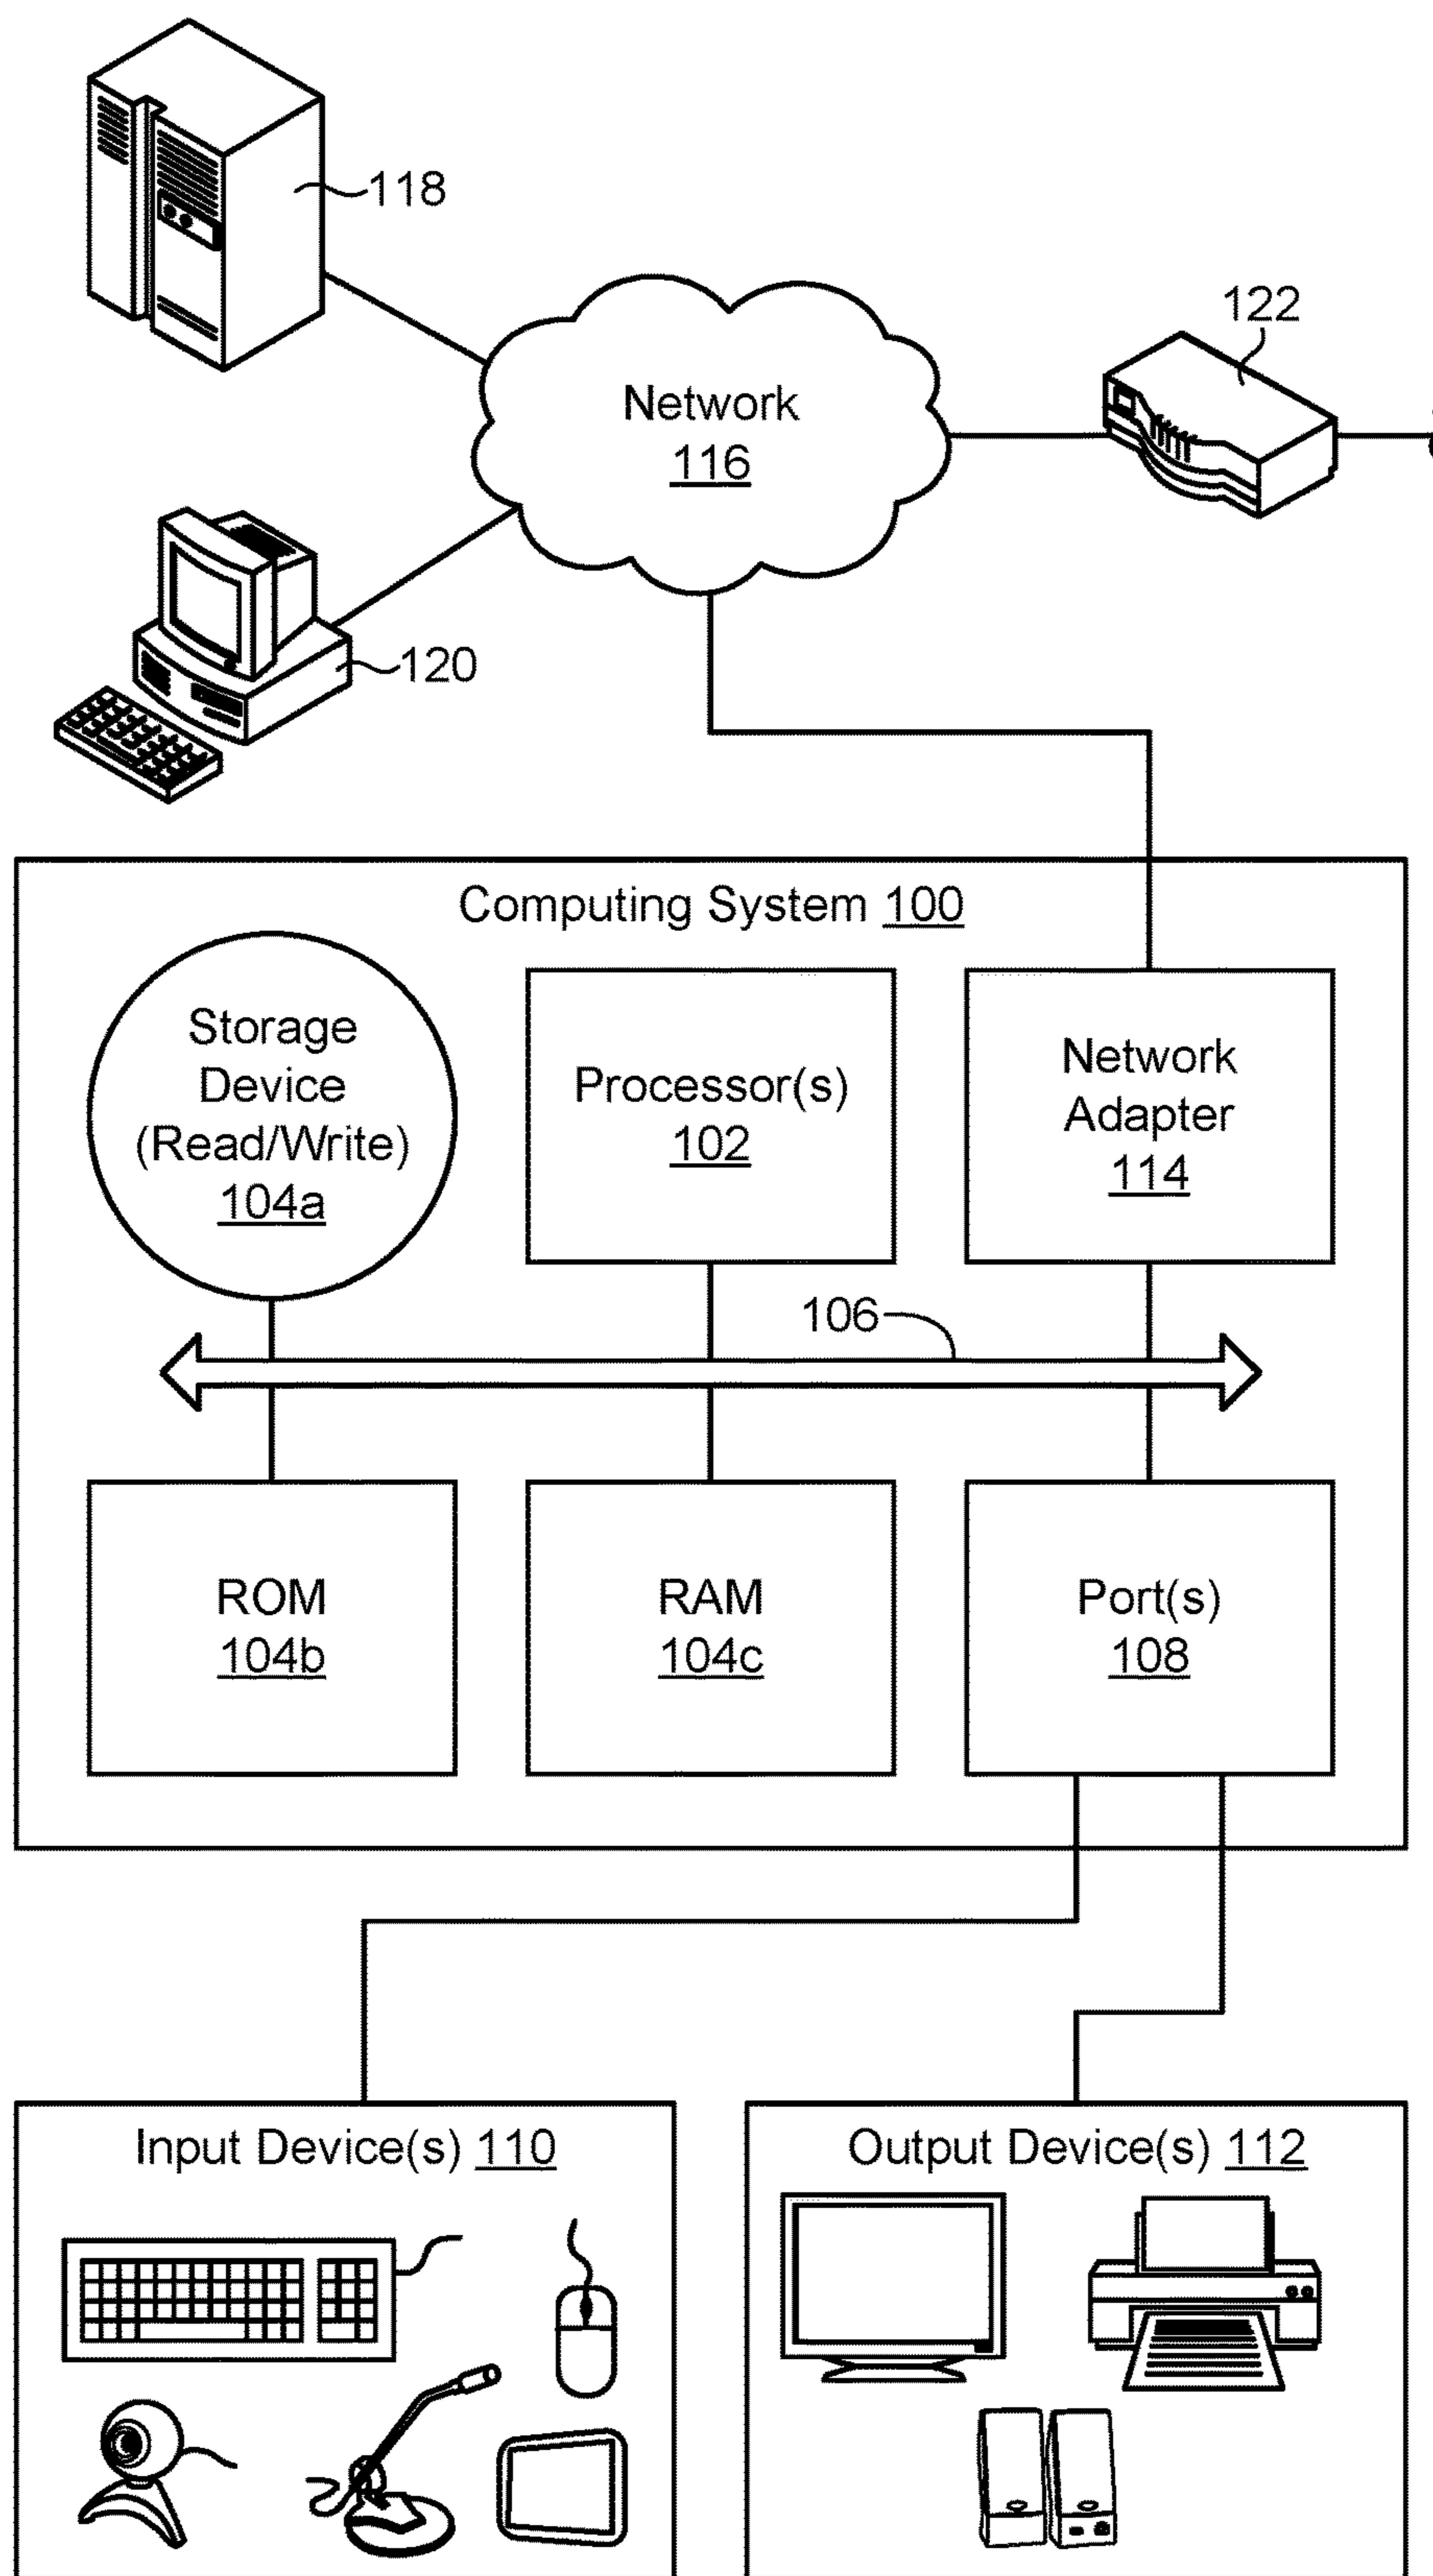 118
122
Network
116
120
Computing System 100
Storage
Device
(Read/Write)
104a
Processor(s)
102
Network
Adapter
114
106
ROM
104b
RAM
104c
Port(s)
108
Input Device(s) 110
Output Device(s) 112